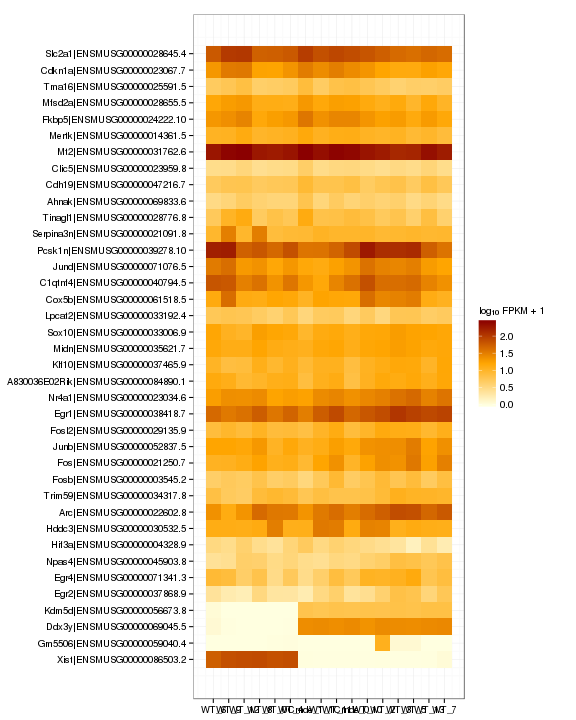 Slc2a1|ENSMUSG00000028645.4
Cdkn1a|ENSMUSG00000023067.7
Tma16|ENSMUSG00000025591.5
Mfsd2a|ENSMUSG00000028655.5
Fkbp5|ENSMUSG00000024222.10
Mertk|ENSMUSG00000014361.5
Mt2|ENSMUSG00000031762.6
Clic5|ENSMUSG00000023959.8
Cdh19|ENSMUSG00000047216.7
Ahnak|ENSMUSG00000069833.6
Tinagl1|ENSMUSG00000028776.8
Serpina3n|ENSMUSG00000021091.8
Pcsk1n|ENSMUSG00000039278.10
Jund|ENSMUSG00000071076.5
C1qtnf4|ENSMUSG00000040794.5
Cox5b|ENSMUSG00000061518.5
Lpcat2|ENSMUSG00000033192.4
Sox10|ENSMUSG00000033006.9
Midn|ENSMUSG00000035621.7
Klf10|ENSMUSG00000037465.9
A830036E02Rik|ENSMUSG00000084890.1
Nr4a1|ENSMUSG00000023034.6
Egr1|ENSMUSG00000038418.7
Fosl2|ENSMUSG00000029135.9
Junb|ENSMUSG00000052837.5
Fos|ENSMUSG00000021250.7
Fosb|ENSMUSG00000003545.2
Trim59|ENSMUSG00000034317.8
Arc|ENSMUSG00000022602.8
Hddc3|ENSMUSG00000030532.5
Hif3a|ENSMUSG00000004328.9
Npas4|ENSMUSG00000045903.8
Egr4|ENSMUSG00000071341.3
Egr2|ENSMUSG00000037868.9
Kdm5d|ENSMUSG00000056673.8
Ddx3y|ENSMUSG00000069045.5
Gm5506|ENSMUSG00000059040.4
Xist|ENSMUSG00000086503.2
log₁₀ FPKM + 1
2.0
1.5
1.0
0.5
0.0